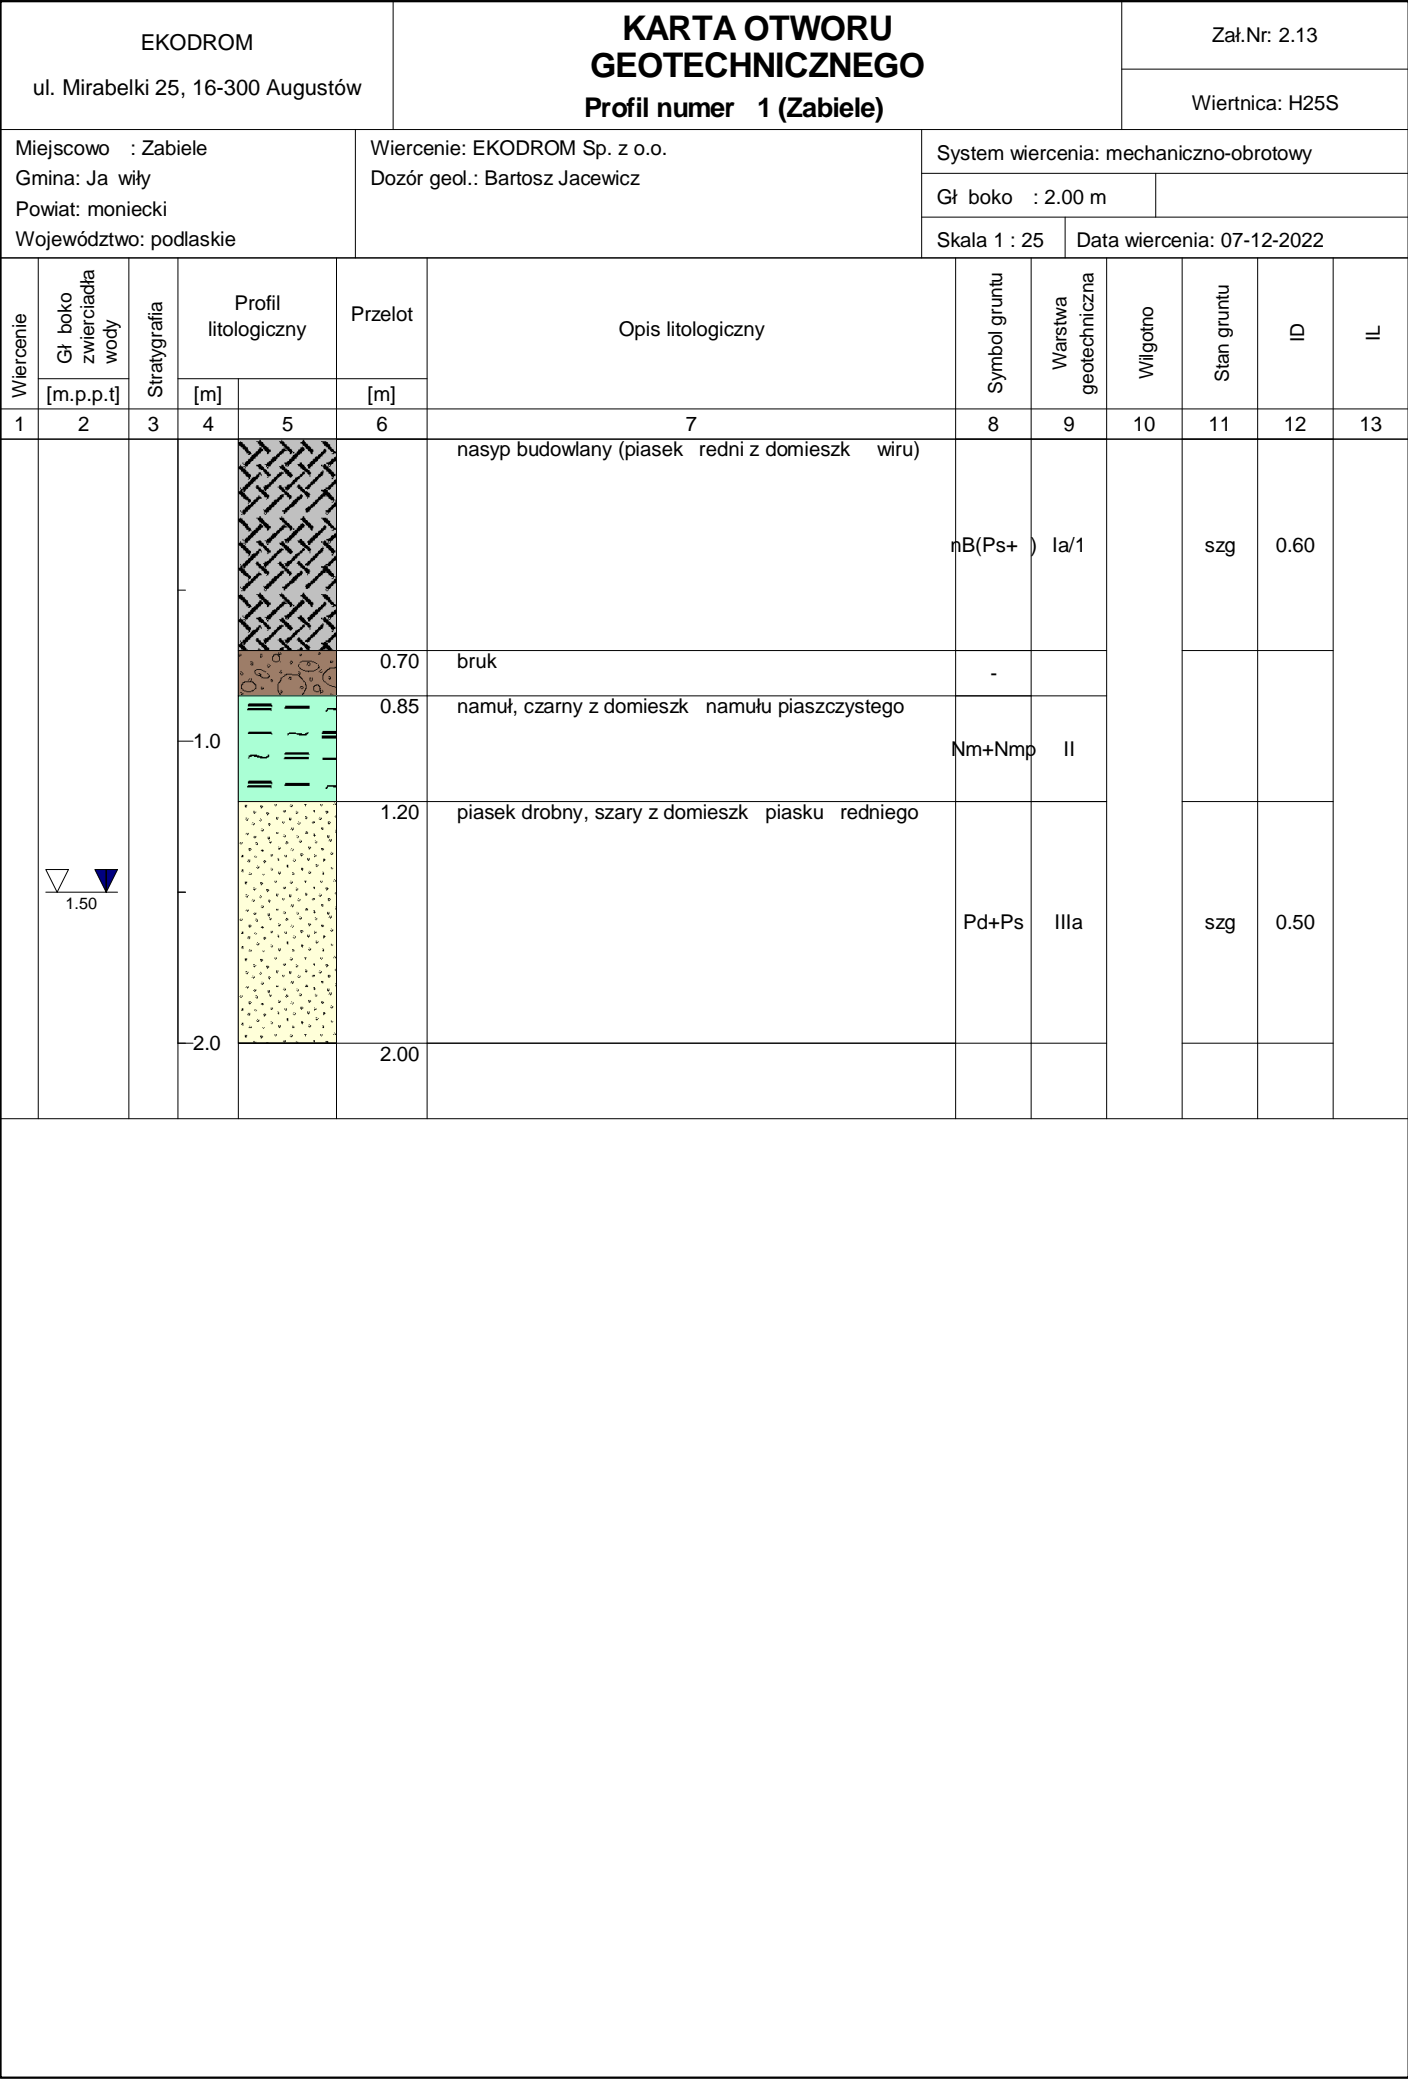 EKODROM
ul. Mirabelki 25, 16-300 Augustów
KARTA OTWORU
GEOTECHNICZNEGO
Profil numer 1 (Zabiele)
Zał.Nr: 2.13
Wiertnica: H25S
Miejscowo : Zabiele
Gmina: Ja wiły
Powiat: moniecki
Województwo: podlaskie
Wiercenie: EKODROM Sp. z o.o.
Dozór geol.: Bartosz Jacewicz
System wiercenia: mechaniczno-obrotowy
Gł boko : 2.00 m
Skala 1 : 25
Data wiercenia: 07-12-2022
Wiercenie
Gł boko
zwierciadła
wody
[m.p.p.t]
Stratygrafia
Profil
litologiczny
[m]
Przelot
[m]
Opis litologiczny
Symbol gruntu
Warstwa
geotechniczna
Wilgotno
Stan gruntu
ID
IL
1 2 3 4 5 6 7 8 9 10 11 12 13
nasyp budowlany (piasek redni z domieszk wiru)
nB(Ps+ ) Ia/1 szg 0.60
0.70 bruk
-
0.85 namuł, czarny z domieszk namułu piaszczystego
1.0
Nm+Nmp II
1.20 piasek drobny, szary z domieszk piasku redniego
1.50
Pd+Ps IIIa szg 0.50
2.0
2.00